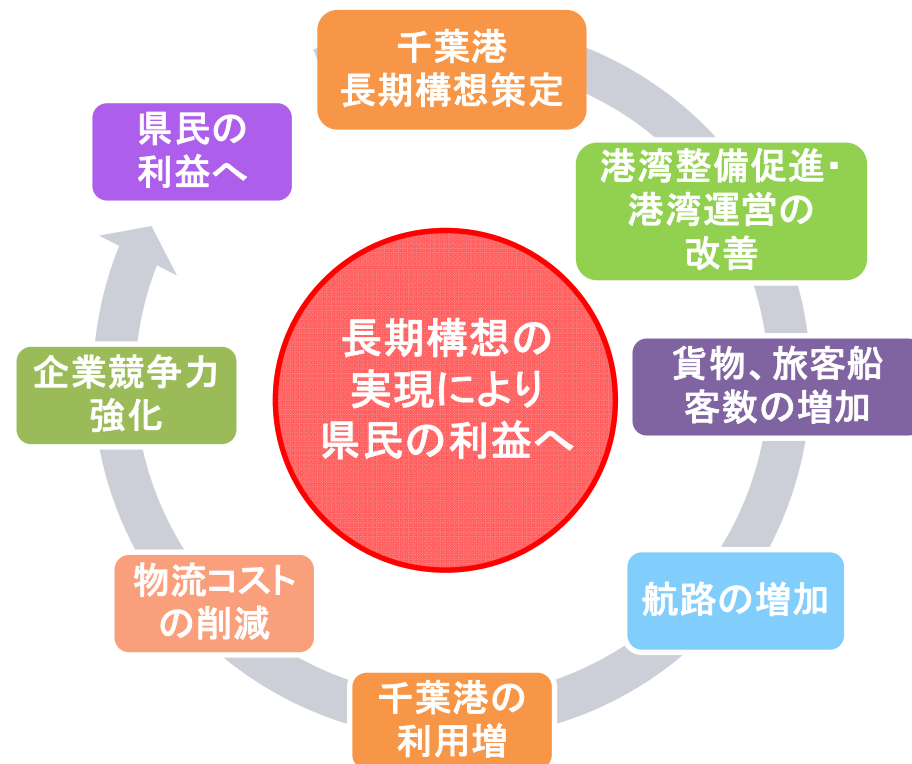 千葉港
長期構想策定
港湾整備促進・
港湾運営の
改善
貨物、旅客船
客数の増加
航路の増加
千葉港の
利用増
物流コスト
の削減
企業競争力
強化
県民の
利益へ
長期構想の
実現により
県民の利益へ